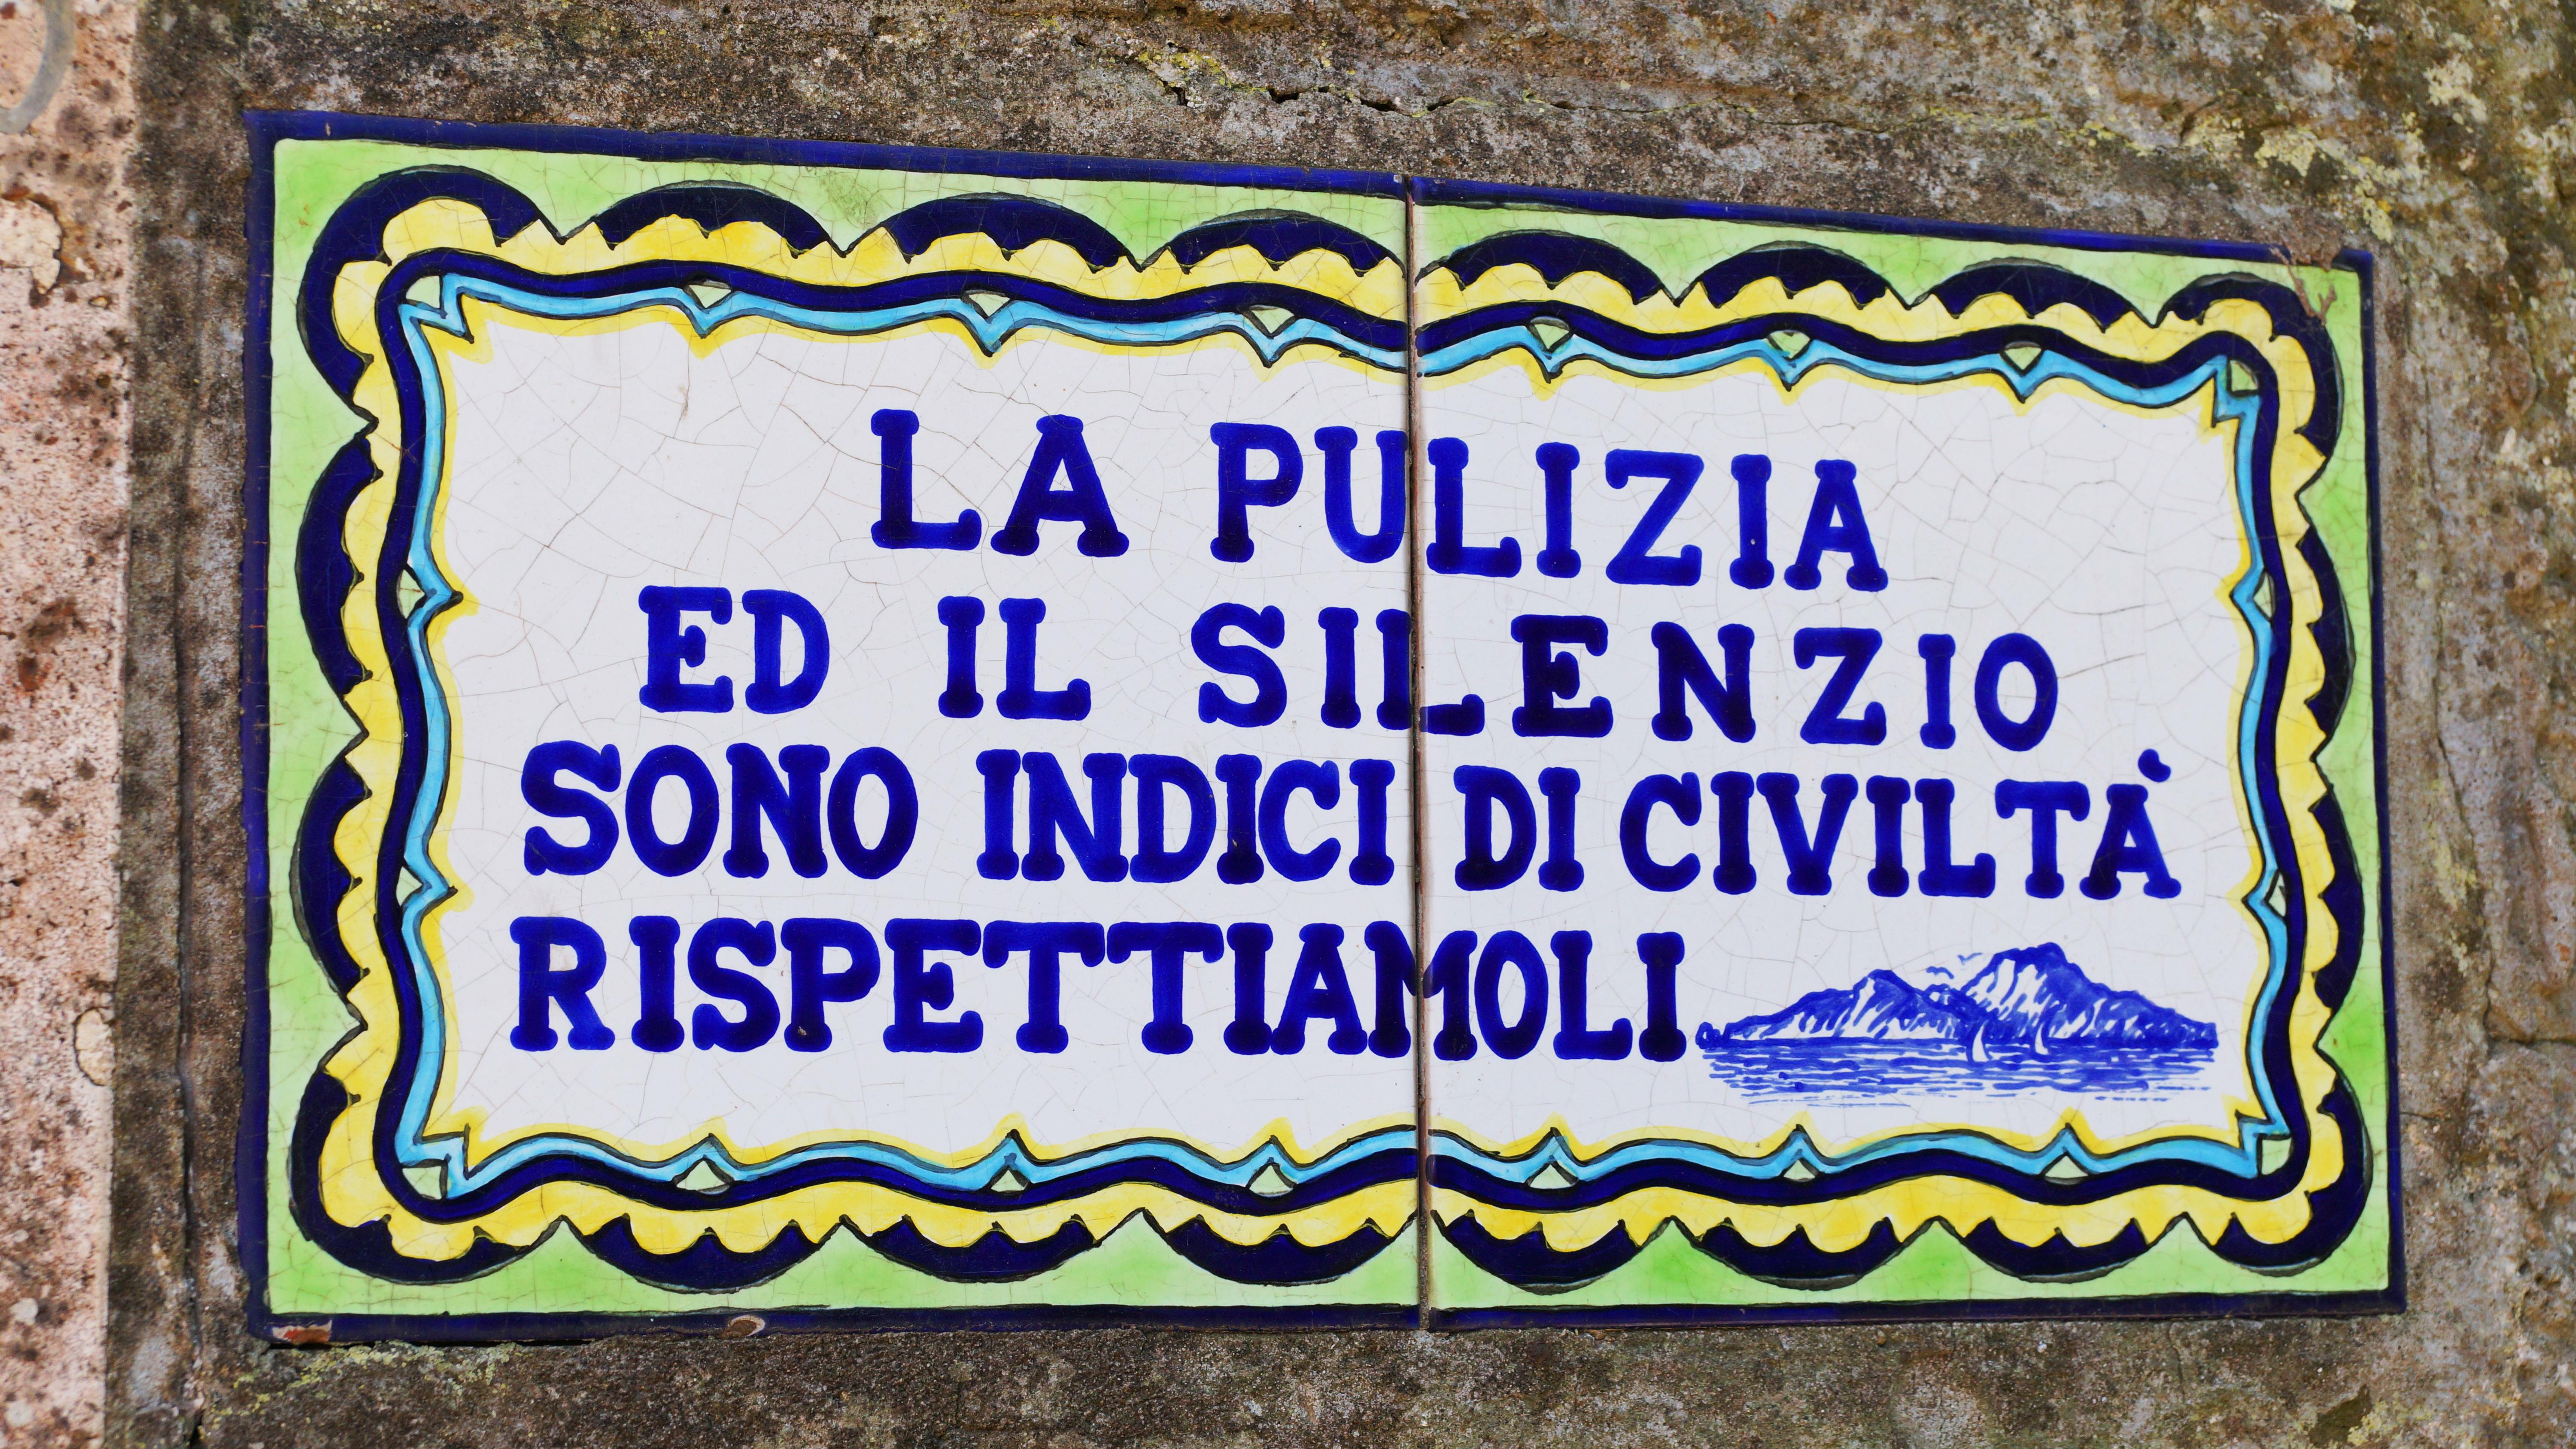 LA PULIZIA
ED IL SILENZIO
SONO INDICI DI CIVILTÀ
RISPETTIAMOLI